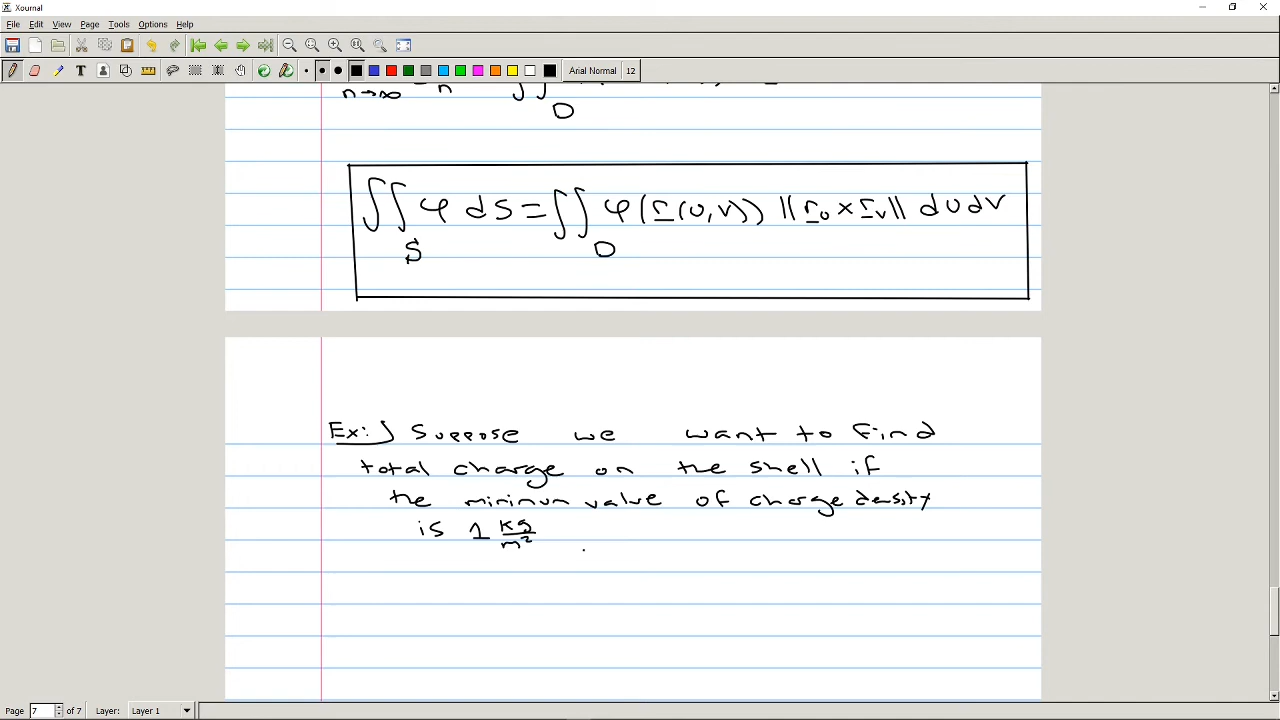 Xournal
File Edit View Page Tools Options Help
Arial Normal 12
n→∞ n ∬
D
∬ φ dS = ∬ φ(r(u,v)) ||r_u × r_v|| du dv
S D
Ex:) Suppose we want to find
total charge on the shell if
the minimun value of charge density
is 1 kg/m²
Page 7 of 7 Layer: Layer 1